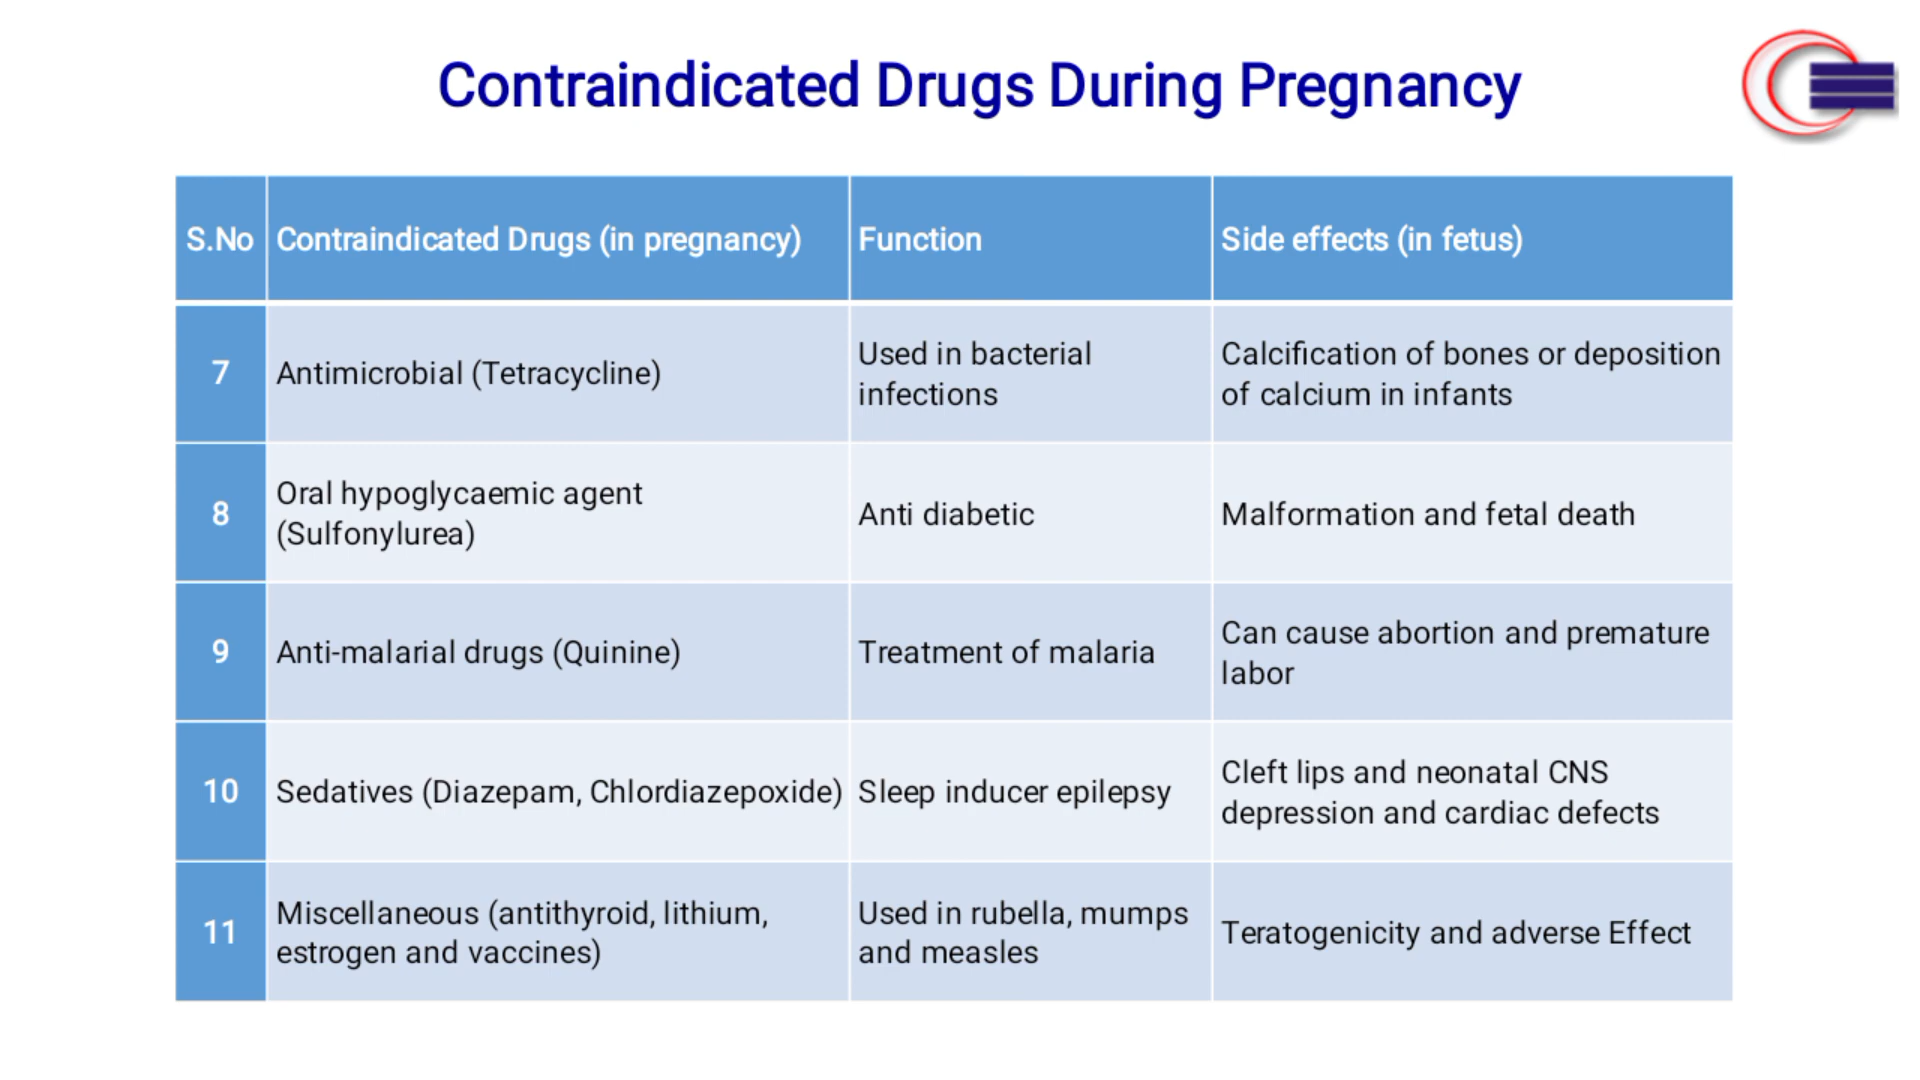 Contraindicated Drugs During Pregnancy
S.No Contraindicated Drugs (in pregnancy) Function Side effects (in fetus)
7 Antimicrobial (Tetracycline) Used in bacterial
infections Calcification of bones or deposition
of calcium in infants
8 Oral hypoglycaemic agent
(Sulfonylurea) Anti diabetic Malformation and fetal death
9 Anti-malarial drugs (Quinine) Treatment of malaria Can cause abortion and premature
labor
10 Sedatives (Diazepam, Chlordiazepoxide) Sleep inducer epilepsy Cleft lips and neonatal CNS
depression and cardiac defects
11 Miscellaneous (antithyroid, lithium,
estrogen and vaccines) Used in rubella, mumps
and measles Teratogenicity and adverse Effect